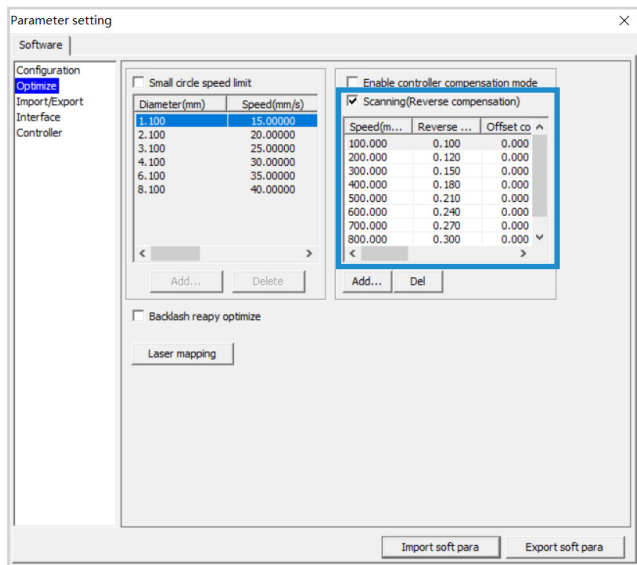 Parameter setting
Software
Configuration
Optimize
Import/Export
Interface
Controller
Small circle speed limit
Diameter(mm) Speed(mm/s)
1.100 15.00000
2.100 20.00000
3.100 25.00000
4.100 30.00000
6.100 35.00000
8.100 40.00000
Add... Delete
Enable controller compensation mode
Scanning(Reverse compensation)
Speed(m... Reverse ... Offset co
100.000 0.100 0.000
200.000 0.120 0.000
300.000 0.150 0.000
400.000 0.180 0.000
500.000 0.210 0.000
600.000 0.240 0.000
700.000 0.270 0.000
800.000 0.300 0.000
Add... Del
Backlash reapy optimize
Laser mapping
Import soft para Export soft para